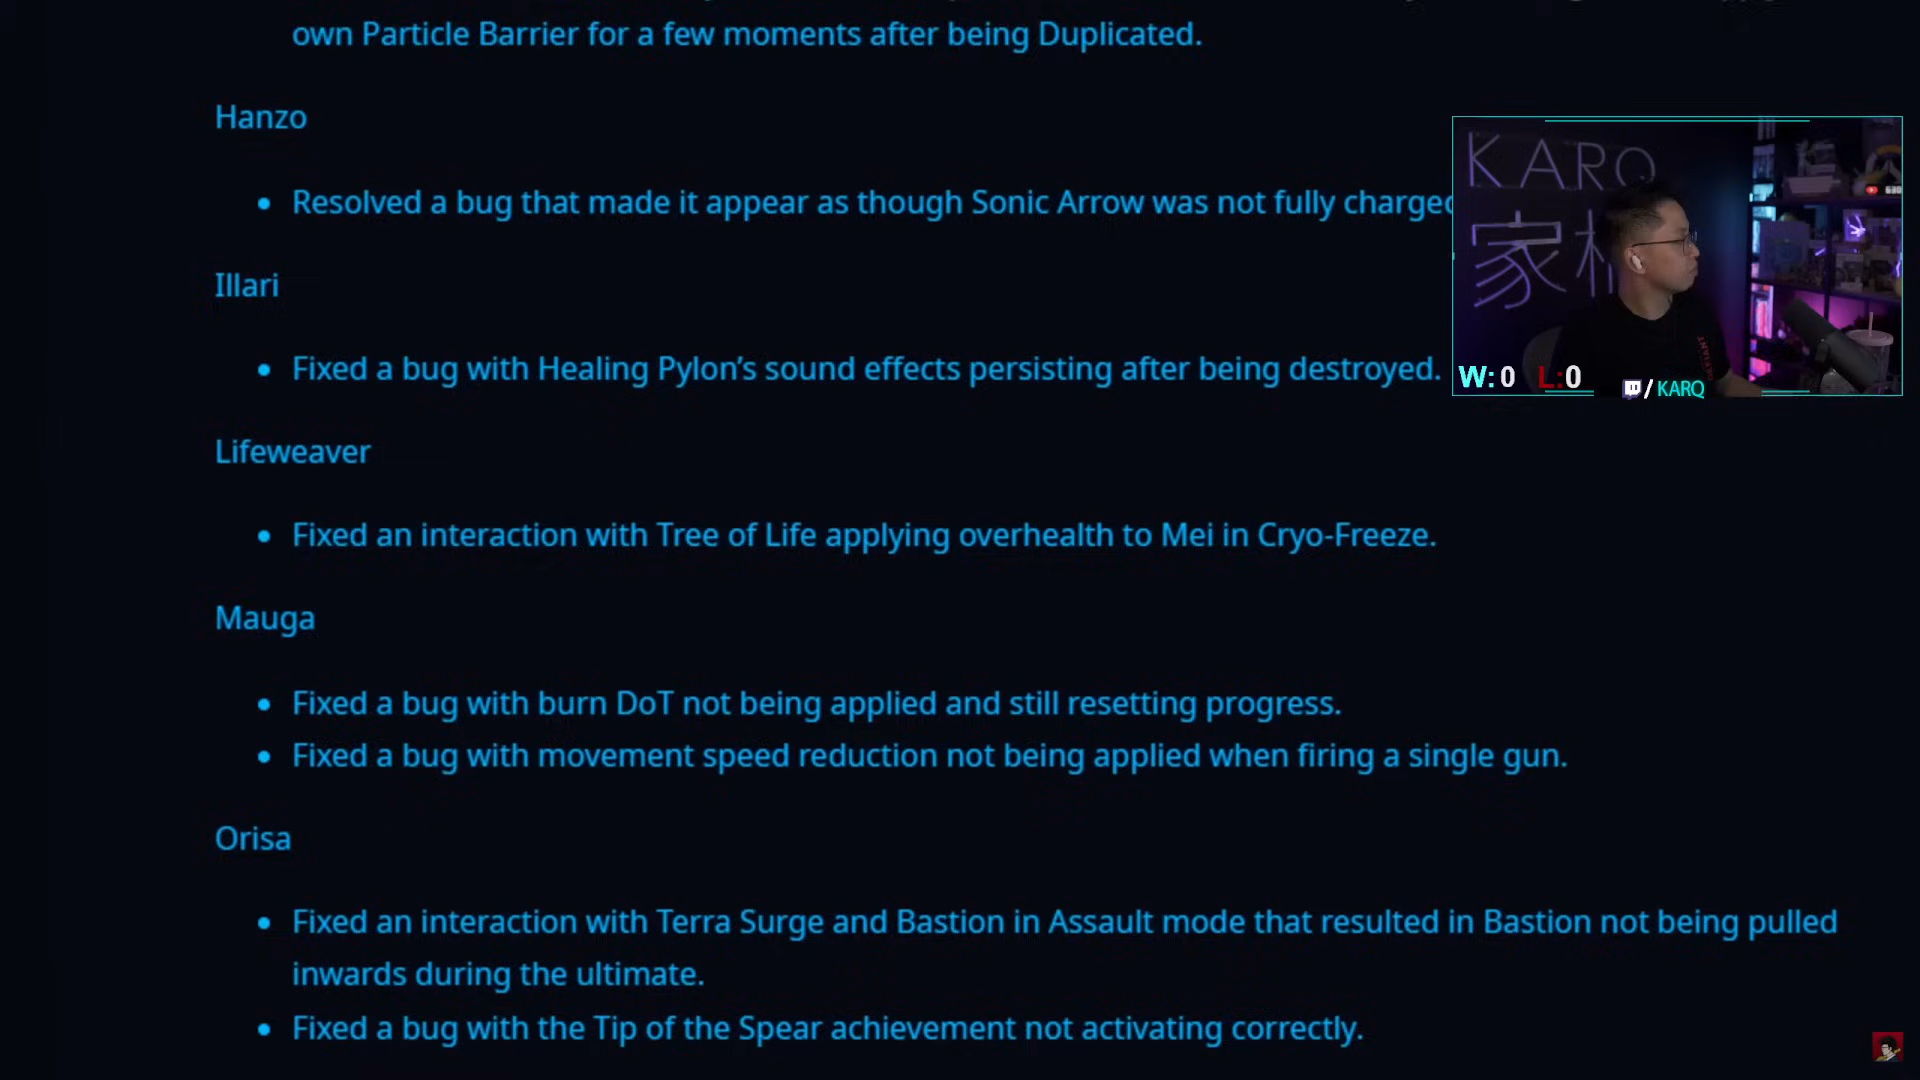 own Particle Barrier for a few moments after being Duplicated.
Hanzo
Resolved a bug that made it appear as though Sonic Arrow was not fully charged
Illari
Fixed a bug with Healing Pylon’s sound effects persisting after being destroyed.
Lifeweaver
Fixed an interaction with Tree of Life applying overhealth to Mei in Cryo-Freeze.
Mauga
Fixed a bug with burn DoT not being applied and still resetting progress.
Fixed a bug with movement speed reduction not being applied when firing a single gun.
Orisa
Fixed an interaction with Terra Surge and Bastion in Assault mode that resulted in Bastion not being pulled
inwards during the ultimate.
Fixed a bug with the Tip of the Spear achievement not activating correctly.
KARQ
家
W:0 L:0
/KARQ